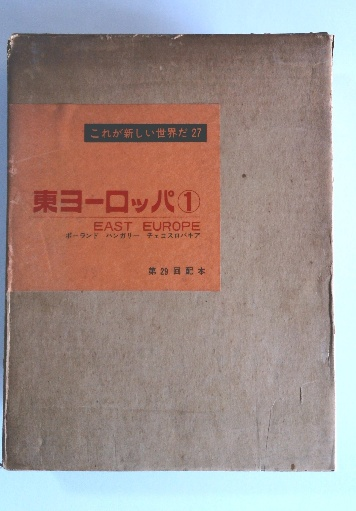 これが新しい世界だ 27
東ヨーロッパ①
EAST EUROPE
ポーランド ハンガリー チェコスロバキア
第29回配本